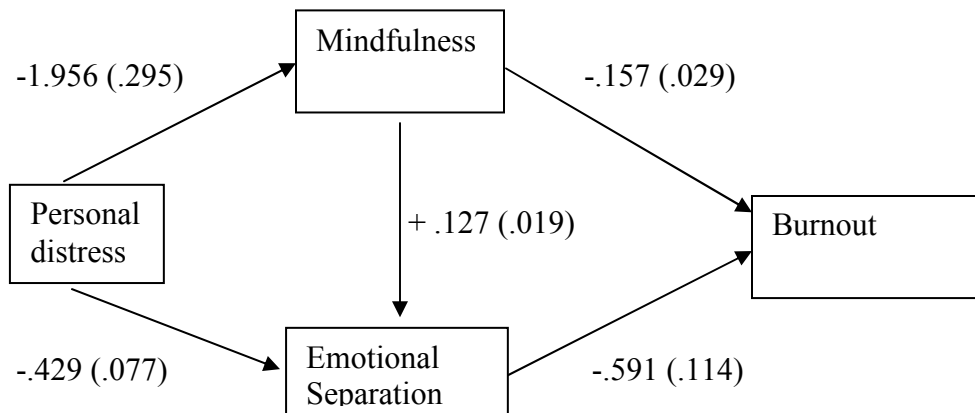 Mindfulness
-1.956 (.295)
-.157 (.029)
Personal
distress
+ .127 (.019)
Burnout
-.429 (.077)
Emotional
Separation
-.591 (.114)